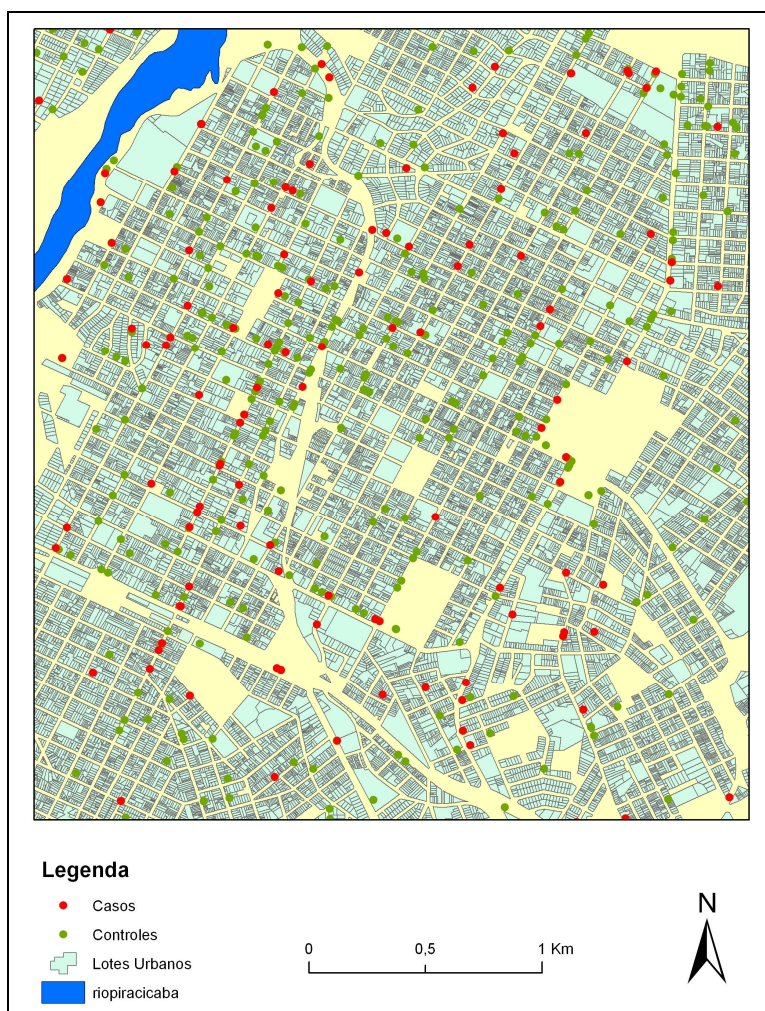 Legenda
Casos
Controles
Lotes Urbanos
riopiracicaba
0 0,5 1 Km
N